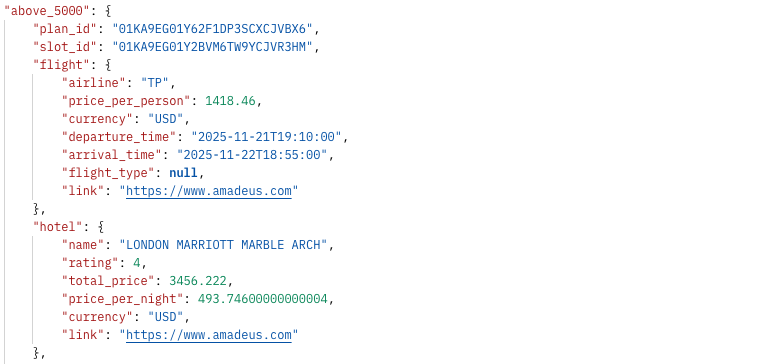 "above_5000": {
"plan_id": "01KA9EG01Y62F1DP3SCXCJVBX6",
"slot_id": "01KA9EG01Y2BVM6TW9YCJVR3HM",
"flight": {
"airline": "TP",
"price_per_person": 1418.46,
"currency": "USD",
"departure_time": "2025-11-21T19:10:00",
"arrival_time": "2025-11-22T18:55:00",
"flight_type": null,
"link": "https://www.amadeus.com"
},
"hotel": {
"name": "LONDON MARRIOTT MARBLE ARCH",
"rating": 4,
"total_price": 3456.222,
"price_per_night": 493.74600000000004,
"currency": "USD",
"link": "https://www.amadeus.com"
},